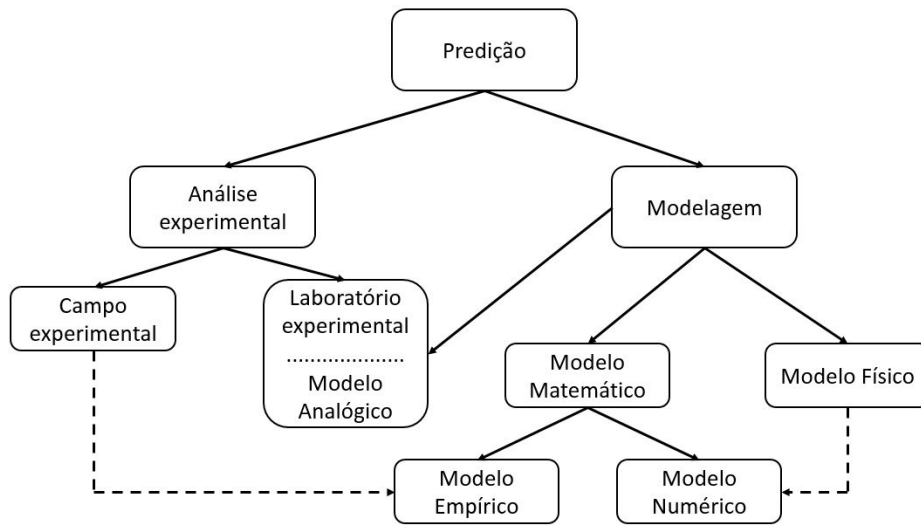 Predição
Análise
experimental
Modelagem
Campo
experimental
Laboratório
experimental
.....................
Modelo
Analógico
Modelo
Matemático
Modelo Físico
Modelo
Empírico
Modelo
Numérico